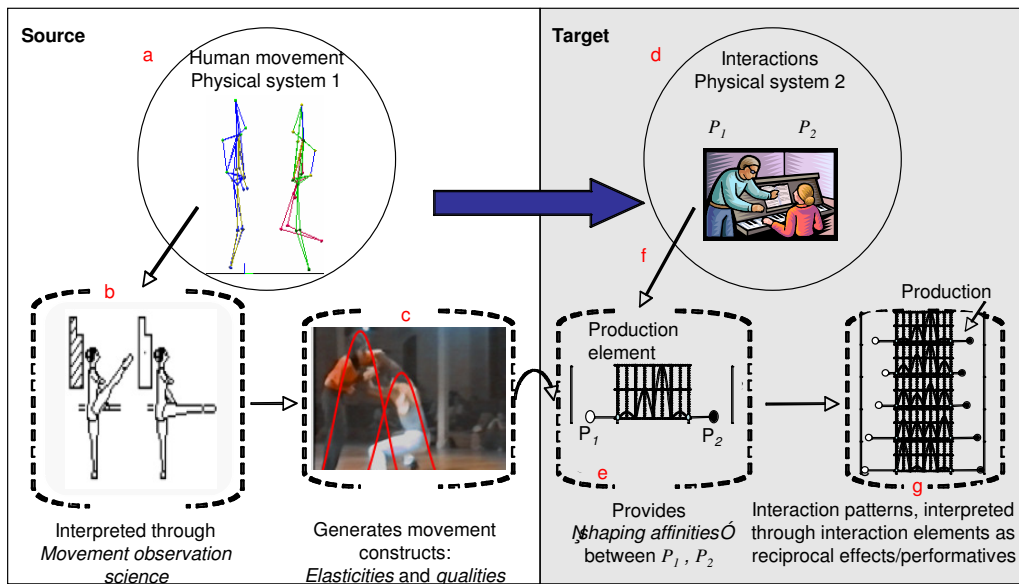 Source
a
Human movement
Physical system 1
b
c
Interpreted through
Movement observation
science
Generates movement
constructs:
Elasticities and qualities
Target
d
Interactions
Physical system 2
P1 P2
f
Production
element
P1 P2
e
Provides
Ņshaping affinitiesÓ
between P1 , P2
Production
g
Interaction patterns, interpreted
through interaction elements as
reciprocal effects/performatives